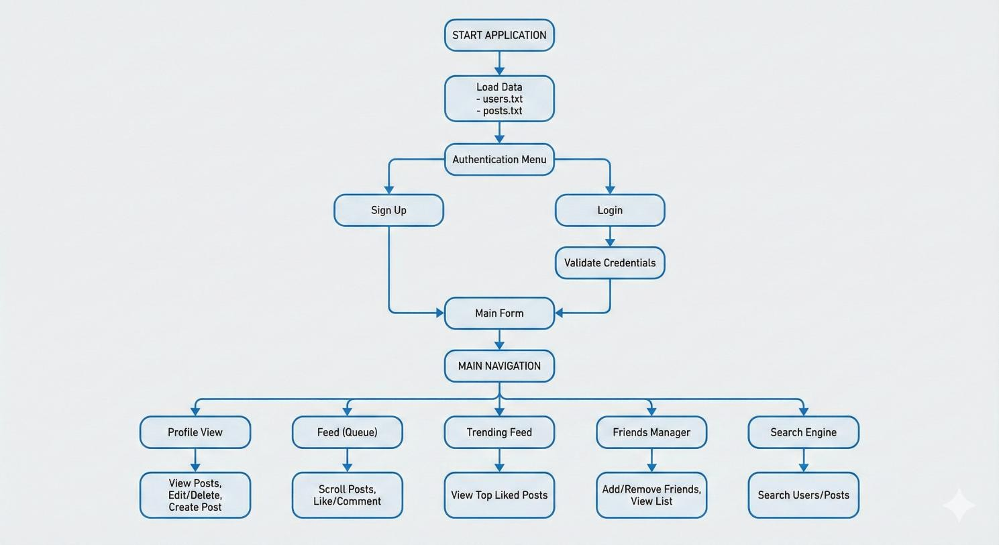 START APPLICATION
Load Data
- users.txt
- posts.txt
Authentication Menu
Sign Up
Login
Validate Credentials
Main Form
MAIN NAVIGATION
Profile View
Feed (Queue)
Trending Feed
Friends Manager
Search Engine
View Posts,
Edit/Delete,
Create Post
Scroll Posts,
Like/Comment
View Top Liked Posts
Add/Remove Friends,
View List
Search Users/Posts